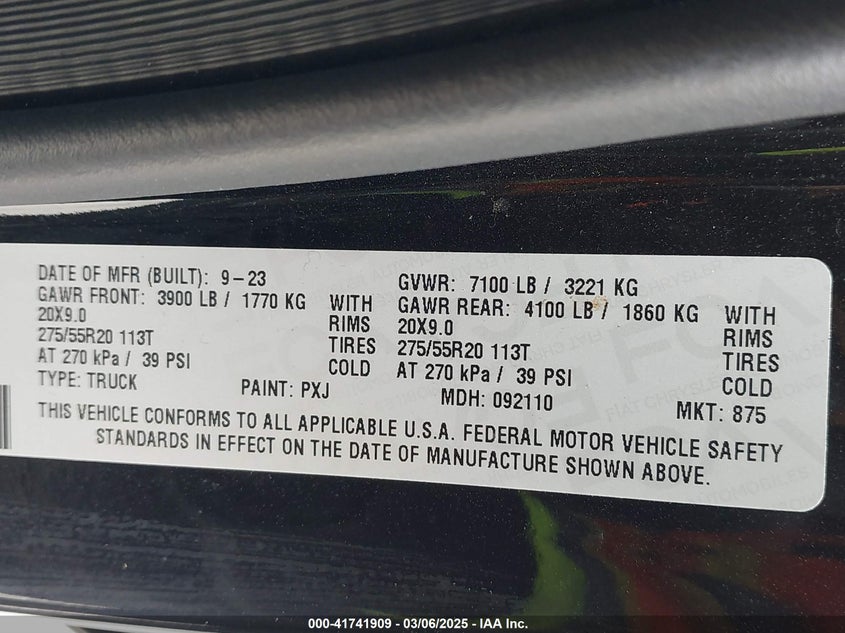 DATE OF MFR (BUILT): 9-23 GVWR: 7100 LB / 3221 KG
GAWR FRONT: 3900 LB / 1770 KG WITH GAWR REAR: 4100 LB / 1860 KG WITH
20X9.0 RIMS 20X9.0 RIMS
275/55R20 113T TIRES 275/55R20 113T TIRES
AT 270 kPa / 39 PSI COLD AT 270 kPa / 39 PSI COLD
TYPE: TRUCK PAINT: PXJ MDH: 092110 MKT: 875
THIS VEHICLE CONFORMS TO ALL APPLICABLE U.S.A. FEDERAL MOTOR VEHICLE SAFETY
STANDARDS IN EFFECT ON THE DATE OF MANUFACTURE SHOWN ABOVE.
000-41741909 - 03/06/2025 - IAA Inc.